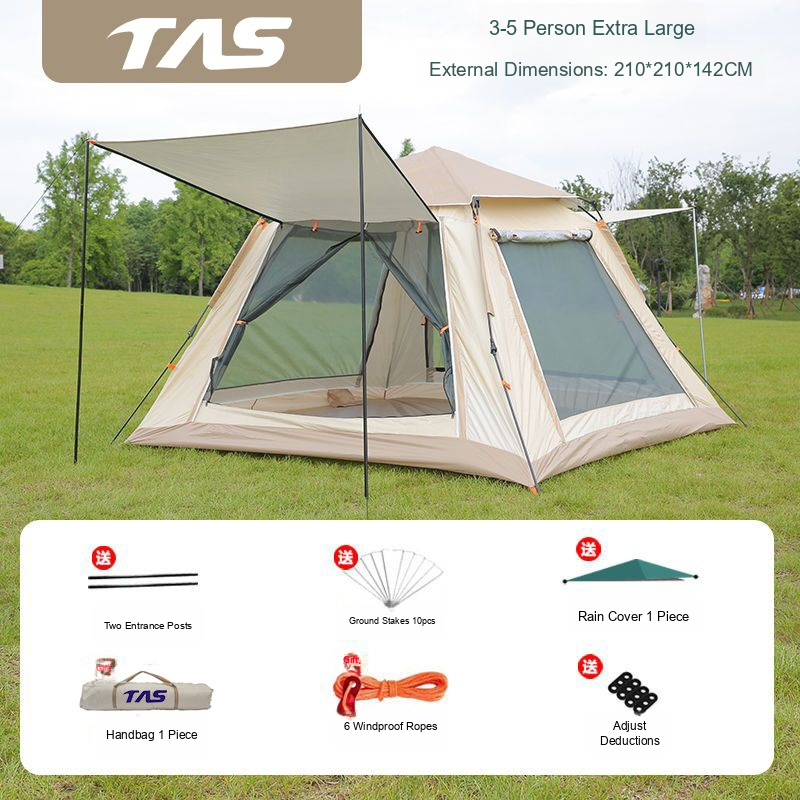 TAS
3-5 Person Extra Large
External Dimensions: 210*210*142CM
送
送
送
Two Entrance Posts
Ground Stakes 10pcs
Rain Cover 1 Piece
TAS
送
Handbag 1 Piece
6 Windproof Ropes
Adjust
Deductions